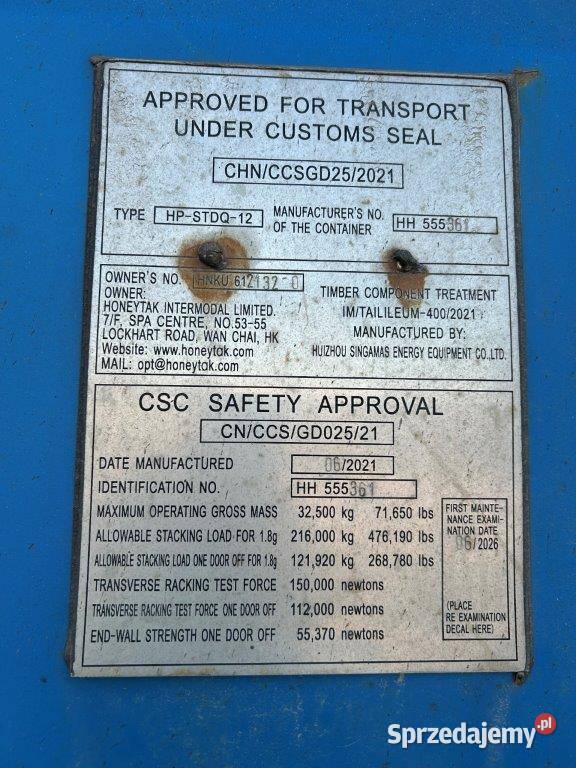 APPROVED FOR TRANSPORT
UNDER CUSTOMS SEAL
CHN/CCSGD25/2021
TYPE HP-STDQ-12
MANUFACTURER'S NO.
OF THE CONTAINER HH 555361
OWNER'S NO. HNKU 612132 0
OWNER:
HONEYTAK INTERMODAL LIMITED.
7/F, SPA CENTRE, NO.53-55
LOCKHART ROAD, WAN CHAI, HK
Website: www.honeytak.com
MAIL: opt@honeytak.com
TIMBER COMPONENT TREATMENT
IM/TAILILEUM-400/2021
MANUFACTURED BY:
HUIZHOU SINGAMAS ENERGY EQUIPMENT CO.,LTD.
CSC SAFETY APPROVAL
CN/CCS/GD025/21
DATE MANUFACTURED 06/2021
IDENTIFICATION NO. HH 555361
MAXIMUM OPERATING GROSS MASS 32,500 kg 71,650 lbs
ALLOWABLE STACKING LOAD FOR 1.8g 216,000 kg 476,190 lbs
ALLOWABLE STACKING LOAD ONE DOOR OFF FOR 1.8g 121,920 kg 268,780 lbs
TRANSVERSE RACKING TEST FORCE 150,000 newtons
TRANSVERSE RACKING TEST FORCE ONE DOOR OFF 112,000 newtons
END-WALL STRENGTH ONE DOOR OFF 55,370 newtons
FIRST MAINTE-
NANCE EXAMI-
NATION DATE
06/2026
(PLACE
RE EXAMINATION
DECAL HERE)
Sprzedajemy.pl